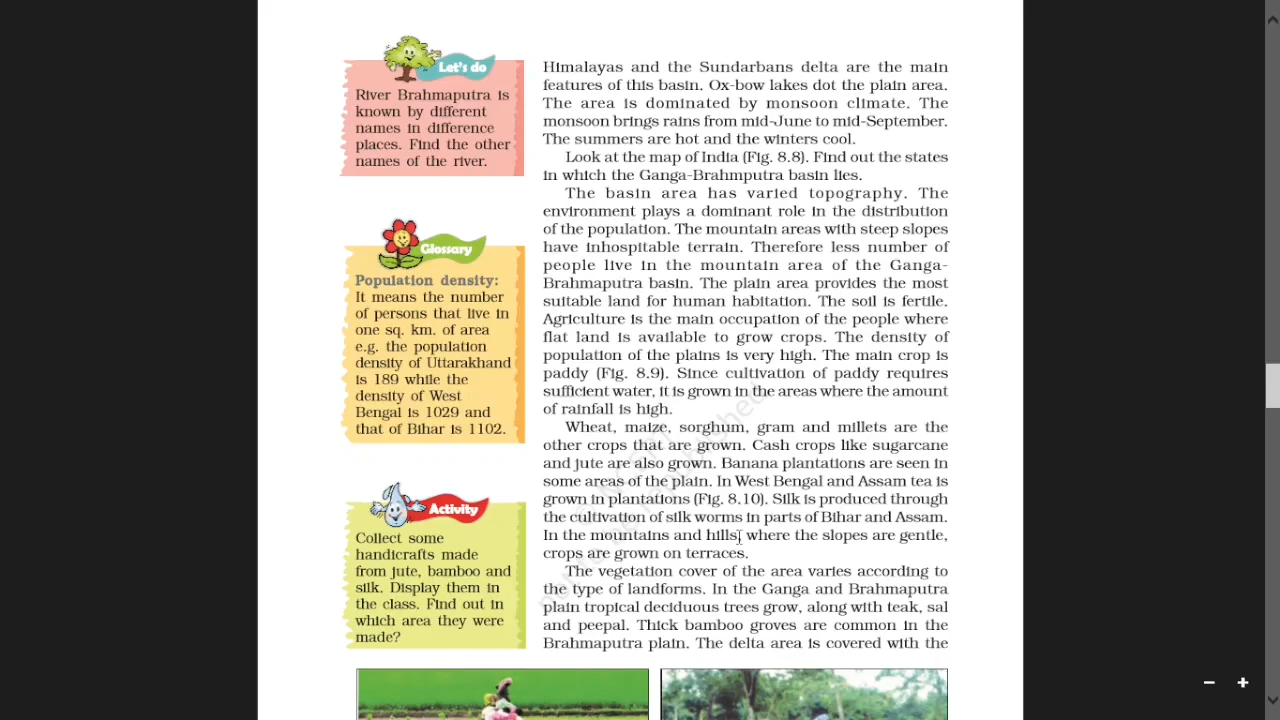 Let's do
River Brahmaputra is
known by different
names in difference
places. Find the other
names of the river.
Glossary
Population density:
It means the number
of persons that live in
one sq. km. of area
e.g. the population
density of Uttarakhand
is 189 while the
density of West
Bengal is 1029 and
that of Bihar is 1102.
Activity
Collect some
handicrafts made
from jute, bamboo and
silk. Display them in
the class. Find out in
which area they were
made?
Himalayas and the Sundarbans delta are the main
features of this basin. Ox-bow lakes dot the plain area.
The area is dominated by monsoon climate. The
monsoon brings rains from mid-June to mid-September.
The summers are hot and the winters cool.
Look at the map of India (Fig. 8.8). Find out the states
in which the Ganga-Brahmputra basin lies.
The basin area has varied topography. The
environment plays a dominant role in the distribution
of the population. The mountain areas with steep slopes
have inhospitable terrain. Therefore less number of
people live in the mountain area of the Ganga-
Brahmaputra basin. The plain area provides the most
suitable land for human habitation. The soil is fertile.
Agriculture is the main occupation of the people where
flat land is available to grow crops. The density of
population of the plains is very high. The main crop is
paddy (Fig. 8.9). Since cultivation of paddy requires
sufficient water, it is grown in the areas where the amount
of rainfall is high.
Wheat, maize, sorghum, gram and millets are the
other crops that are grown. Cash crops like sugarcane
and jute are also grown. Banana plantations are seen in
some areas of the plain. In West Bengal and Assam tea is
grown in plantations (Fig. 8.10). Silk is produced through
the cultivation of silk worms in parts of Bihar and Assam.
In the mountains and hills, where the slopes are gentle,
crops are grown on terraces.
The vegetation cover of the area varies according to
the type of landforms. In the Ganga and Brahmaputra
plain tropical deciduous trees grow, along with teak, sal
and peepal. Thick bamboo groves are common in the
Brahmaputra plain. The delta area is covered with the
© NCERT
not to be republished